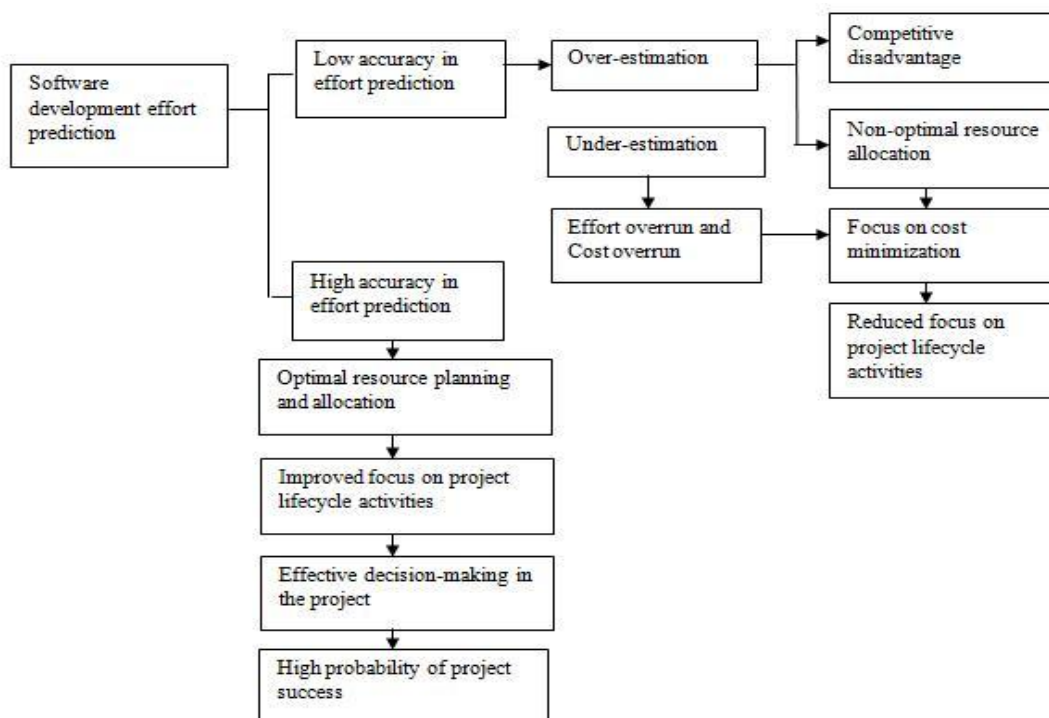 Software
development effort
prediction
Low accuracy in
effort prediction
Over-estimation
Competitive
disadvantage
Non-optimal resource
allocation
Under-estimation
Effort overrun and
Cost overrun
Focus on cost
minimization
Reduced focus on
project lifecycle
activities
High accuracy in
effort prediction
Optimal resource planning
and allocation
Improved focus on project
lifecycle activities
Effective decision-making in
the project
High probability of project
success